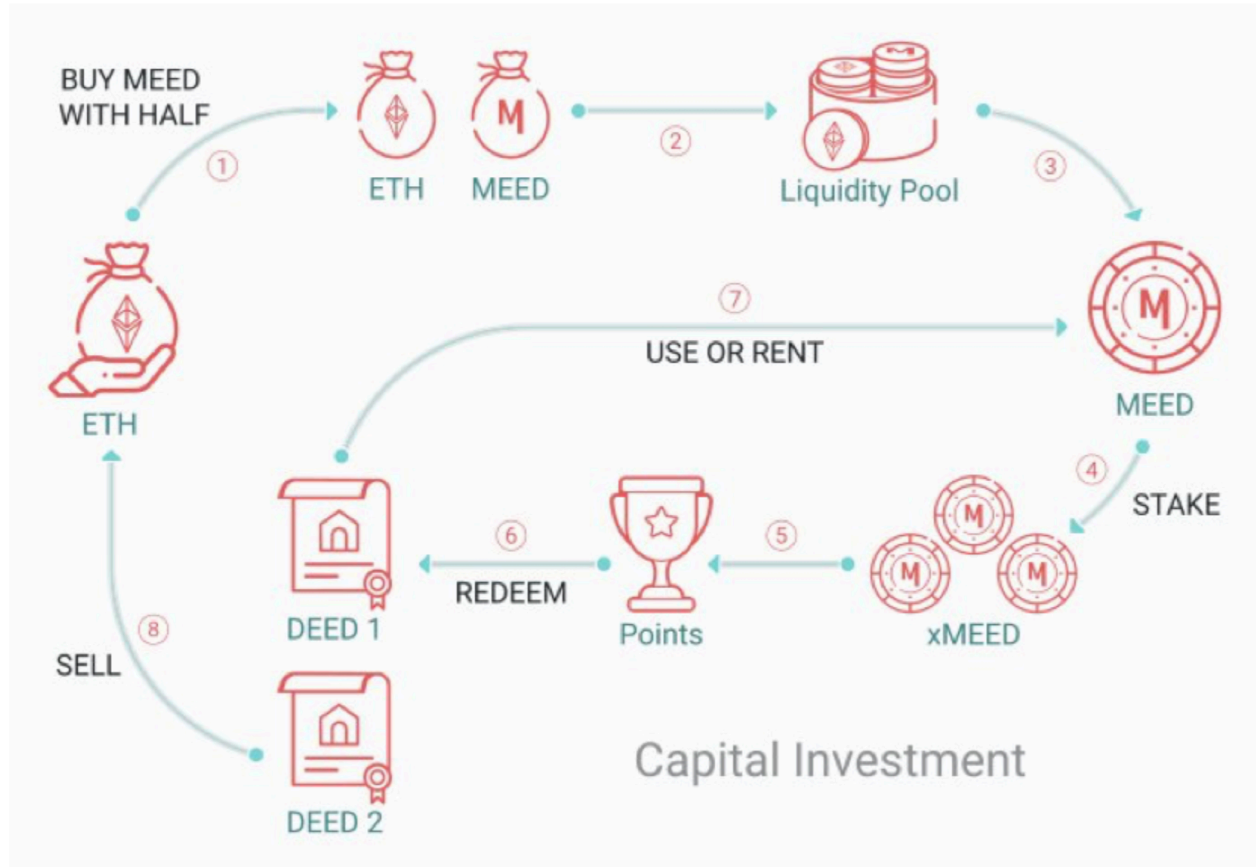 BUY MEED
WITH HALF
1
ETH
M
MEED
2
M
Liquidity Pool
3
ETH
7
USE OR RENT
M
MEED
4
STAKE
DEED 1
6
REDEEM
Points
5
M
M
M
xMEED
8
SELL
DEED 2
Capital Investment